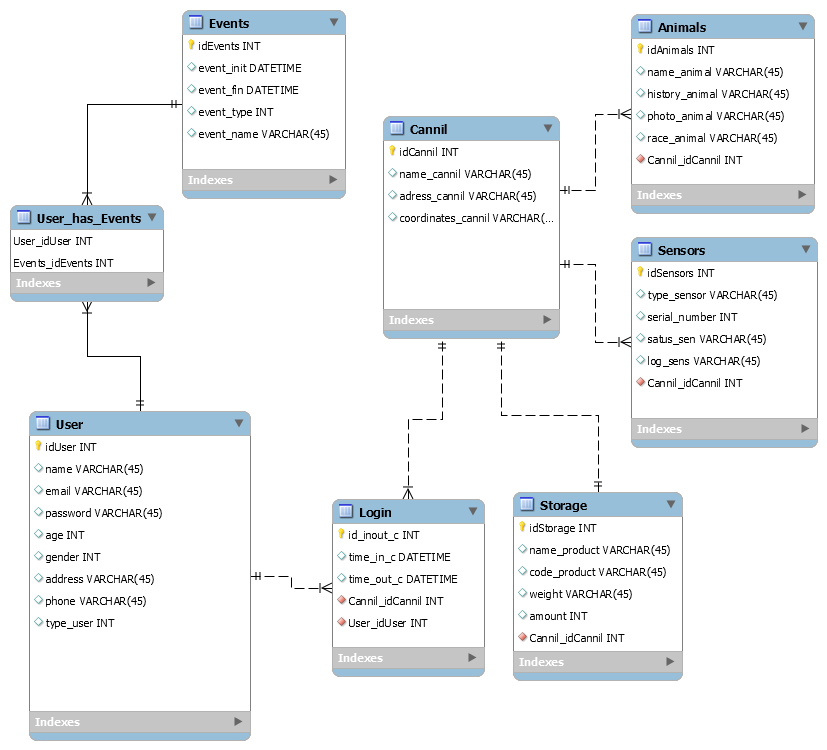 Events
idEvents INT
event_init DATETIME
event_fin DATETIME
event_type INT
event_name VARCHAR(45)
Indexes
User_has_Events
User_idUser INT
Events_idEvents INT
Indexes
User
idUser INT
name VARCHAR(45)
email VARCHAR(45)
password VARCHAR(45)
age INT
gender INT
address VARCHAR(45)
phone VARCHAR(45)
type_user INT
Indexes
Cannil
idCannil INT
name_cannil VARCHAR(45)
adress_cannil VARCHAR(45)
coordinates_cannil VARCHAR(...
Indexes
Login
id_inout_c INT
time_in_c DATETIME
time_out_c DATETIME
Cannil_idCannil INT
User_idUser INT
Indexes
Storage
idStorage INT
name_product VARCHAR(45)
code_product VARCHAR(45)
weight VARCHAR(45)
amount INT
Cannil_idCannil INT
Indexes
Animals
idAnimals INT
name_animal VARCHAR(45)
history_animal VARCHAR(45)
photo_animal VARCHAR(45)
race_animal VARCHAR(45)
Cannil_idCannil INT
Indexes
Sensors
idSensors INT
type_sensor VARCHAR(45)
serial_number INT
satus_sen VARCHAR(45)
log_sens VARCHAR(45)
Cannil_idCannil INT
Indexes